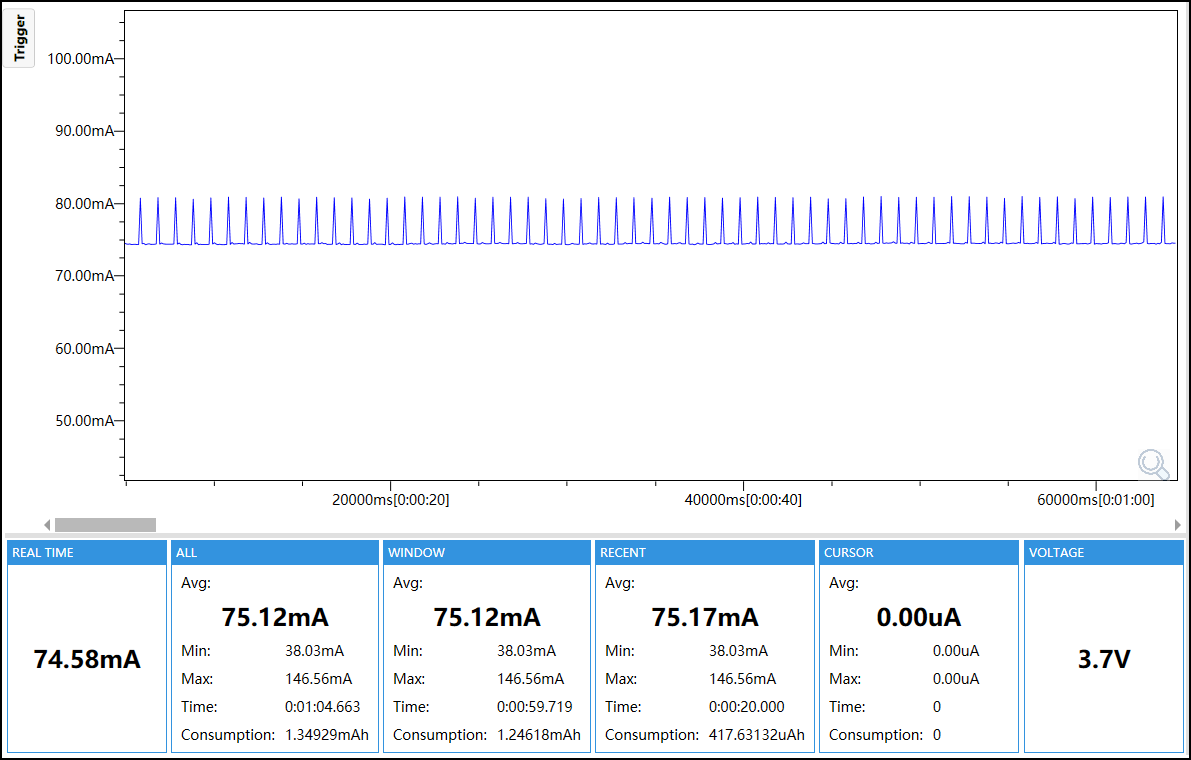 Trigger
100.00mA
90.00mA
80.00mA
70.00mA
60.00mA
50.00mA
20000ms[0:00:20] 40000ms[0:00:40] 60000ms[0:01:00]
REAL TIME
74.58mA
ALL
Avg:
75.12mA
Min: 38.03mA
Max: 146.56mA
Time: 0:01:04.663
Consumption: 1.34929mAh
WINDOW
Avg:
75.12mA
Min: 38.03mA
Max: 146.56mA
Time: 0:00:59.719
Consumption: 1.24618mAh
RECENT
Avg:
75.17mA
Min: 38.03mA
Max: 146.56mA
Time: 0:00:20.000
Consumption: 417.63132uAh
CURSOR
Avg:
0.00uA
Min: 0.00uA
Max: 0.00uA
Time: 0
Consumption: 0
VOLTAGE
3.7V